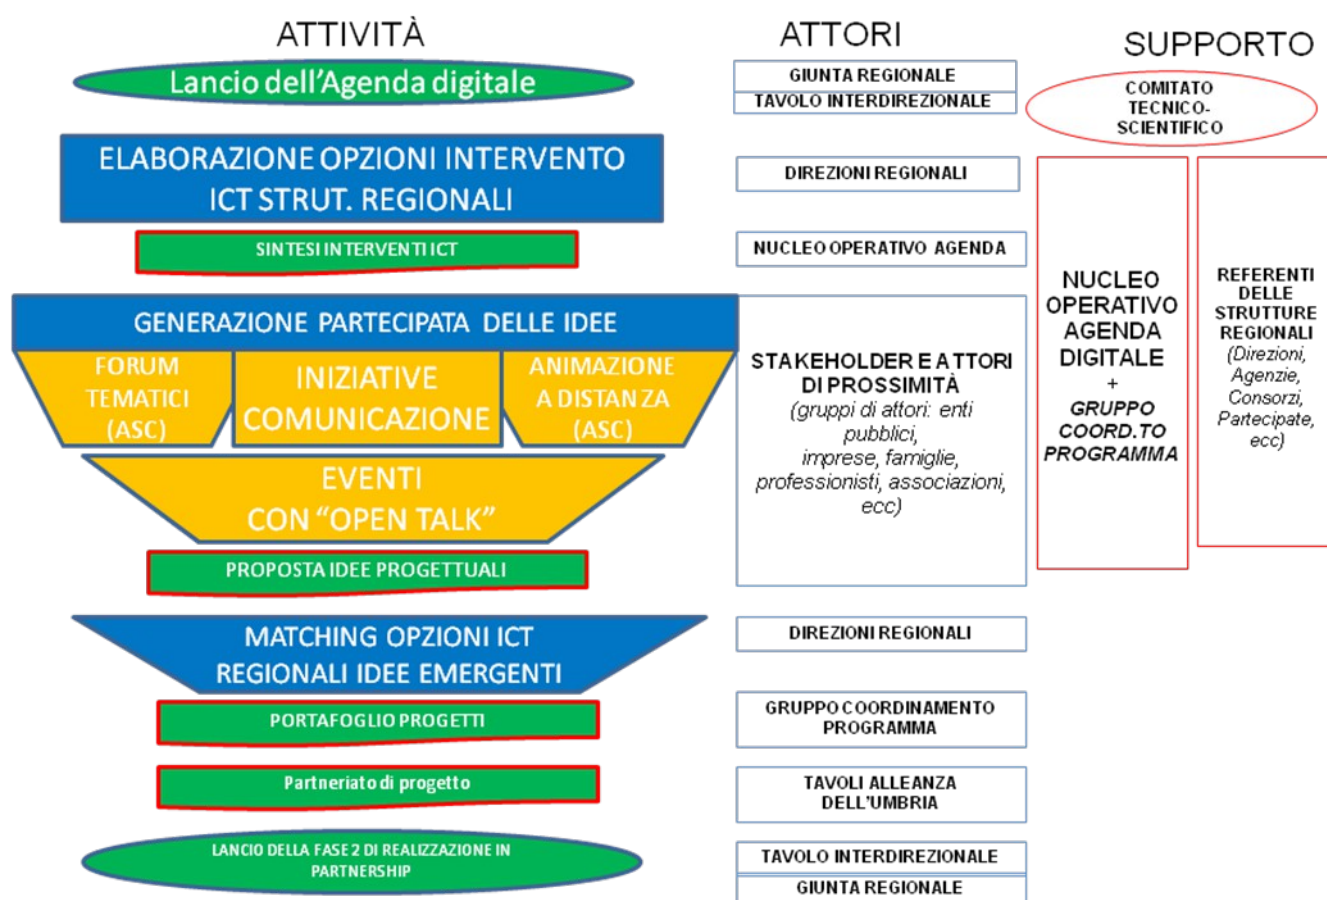 ATTIVITÀ
ATTORI
SUPPORTO
Lancio dell'Agenda digitale
GIUNTA REGIONALE
TAVOLO INTERDIREZIONALE
COMITATO
TECNICO-
SCIENTIFICO
ELABORAZIONE OPZIONI INTERVENTO
ICT STRUT. REGIONALI
DIREZIONI REGIONALI
SINTESI INTERVENTI ICT
NUCLEO OPERATIVO AGENDA
GENERAZIONE PARTECIPATA DELLE IDEE
FORUM
TEMATICI
(ASC)
INIZIATIVE
COMUNICAZIONE
ANIMAZIONE
A DISTANZA
(ASC)
EVENTI
CON "OPEN TALK"
PROPOSTA IDEE PROGETTUALI
STAKEHOLDER E ATTORI
DI PROSSIMITÀ
(gruppi di attori: enti
pubblici,
imprese, famiglie,
professionisti, associazioni,
ecc)
NUCLEO
OPERATIVO
AGENDA
DIGITALE
+
GRUPPO
COORD.TO
PROGRAMMA
REFERENTI
DELLE
STRUTTURE
REGIONALI
(Direzioni,
Agenzie,
Consorzi,
Partecipate,
ecc)
MATCHING OPZIONI ICT
REGIONALI IDEE EMERGENTI
DIREZIONI REGIONALI
PORTAFOGLIO PROGETTI
GRUPPO COORDINAMENTO
PROGRAMMA
Partneriato di progetto
TAVOLI ALLEANZA
DELL'UMBRIA
LANCIO DELLA FASE 2 DI REALIZZAZIONE IN
PARTNERSHIP
TAVOLO INTERDIREZIONALE
GIUNTA REGIONALE